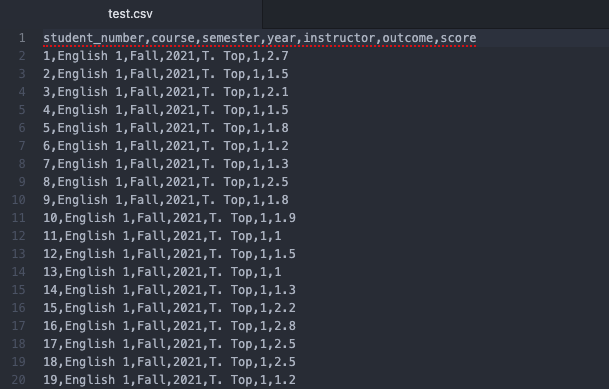 test.csv
1 student_number,course,semester,year,instructor,outcome,score
2 1,English 1,Fall,2021,T. Top,1,2.7
3 2,English 1,Fall,2021,T. Top,1,1.5
4 3,English 1,Fall,2021,T. Top,1,2.1
5 4,English 1,Fall,2021,T. Top,1,1.5
6 5,English 1,Fall,2021,T. Top,1,1.8
7 6,English 1,Fall,2021,T. Top,1,1.2
8 7,English 1,Fall,2021,T. Top,1,1.3
9 8,English 1,Fall,2021,T. Top,1,2.5
10 9,English 1,Fall,2021,T. Top,1,1.8
11 10,English 1,Fall,2021,T. Top,1,1.9
12 11,English 1,Fall,2021,T. Top,1,1
13 12,English 1,Fall,2021,T. Top,1,1.5
14 13,English 1,Fall,2021,T. Top,1,1
15 14,English 1,Fall,2021,T. Top,1,1.3
16 15,English 1,Fall,2021,T. Top,1,2.2
17 16,English 1,Fall,2021,T. Top,1,2.8
18 17,English 1,Fall,2021,T. Top,1,2.5
19 18,English 1,Fall,2021,T. Top,1,2.5
20 19,English 1,Fall,2021,T. Top,1,1.2